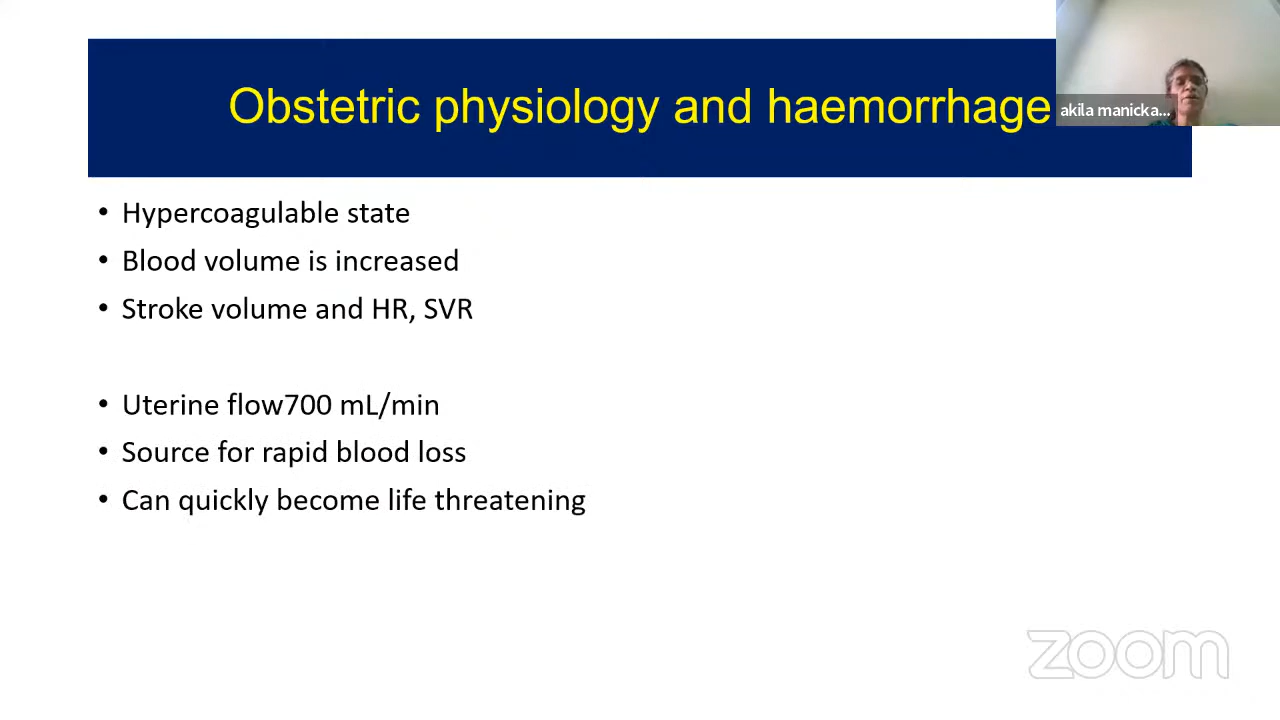 Obstetric physiology and haemorrhage
akila manicka...
• Hypercoagulable state
• Blood volume is increased
• Stroke volume and HR, SVR
• Uterine flow700 mL/min
• Source for rapid blood loss
• Can quickly become life threatening
zoom